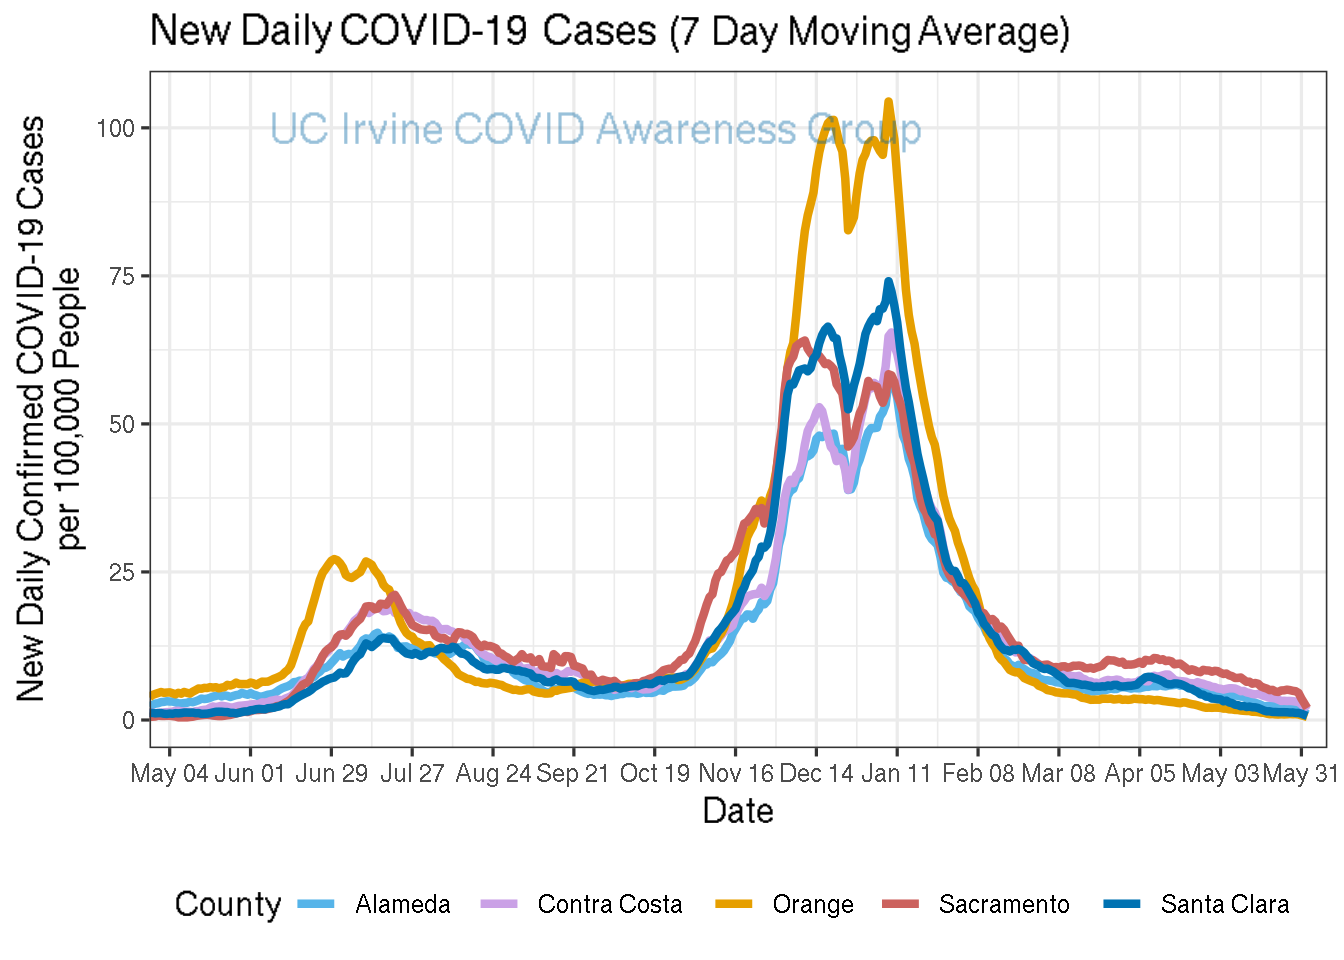 New Daily COVID-19 Cases (7 Day Moving Average)
UC Irvine COVID Awareness Group
New Daily Confirmed COVID-19 Cases
per 100,000 People
100
75
50
25
0
May 04 Jun 01 Jun 29 Jul 27 Aug 24 Sep 21 Oct 19 Nov 16 Dec 14 Jan 11 Feb 08 Mar 08 Apr 05 May 03 May 31
Date
County Alameda Contra Costa Orange Sacramento Santa Clara